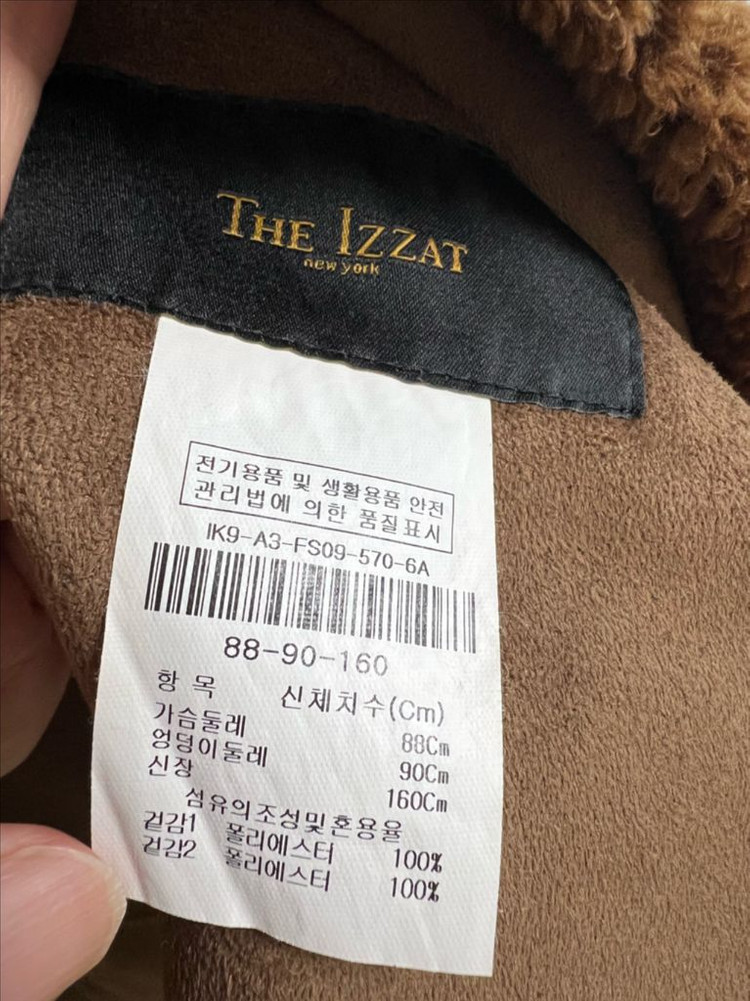 THE IZZAT
new york
전기용품 및 생활용품 안전
관리법에 의한 품질표시
IK9-A3-FS09-570-6A
88-90-160
항 목 신체치수(Cm)
가슴둘레 88Cm
엉덩이둘레 90Cm
신장 160Cm
섬유의조성및혼용율
겉감1 폴리에스터 100%
겉감2 폴리에스터 100%